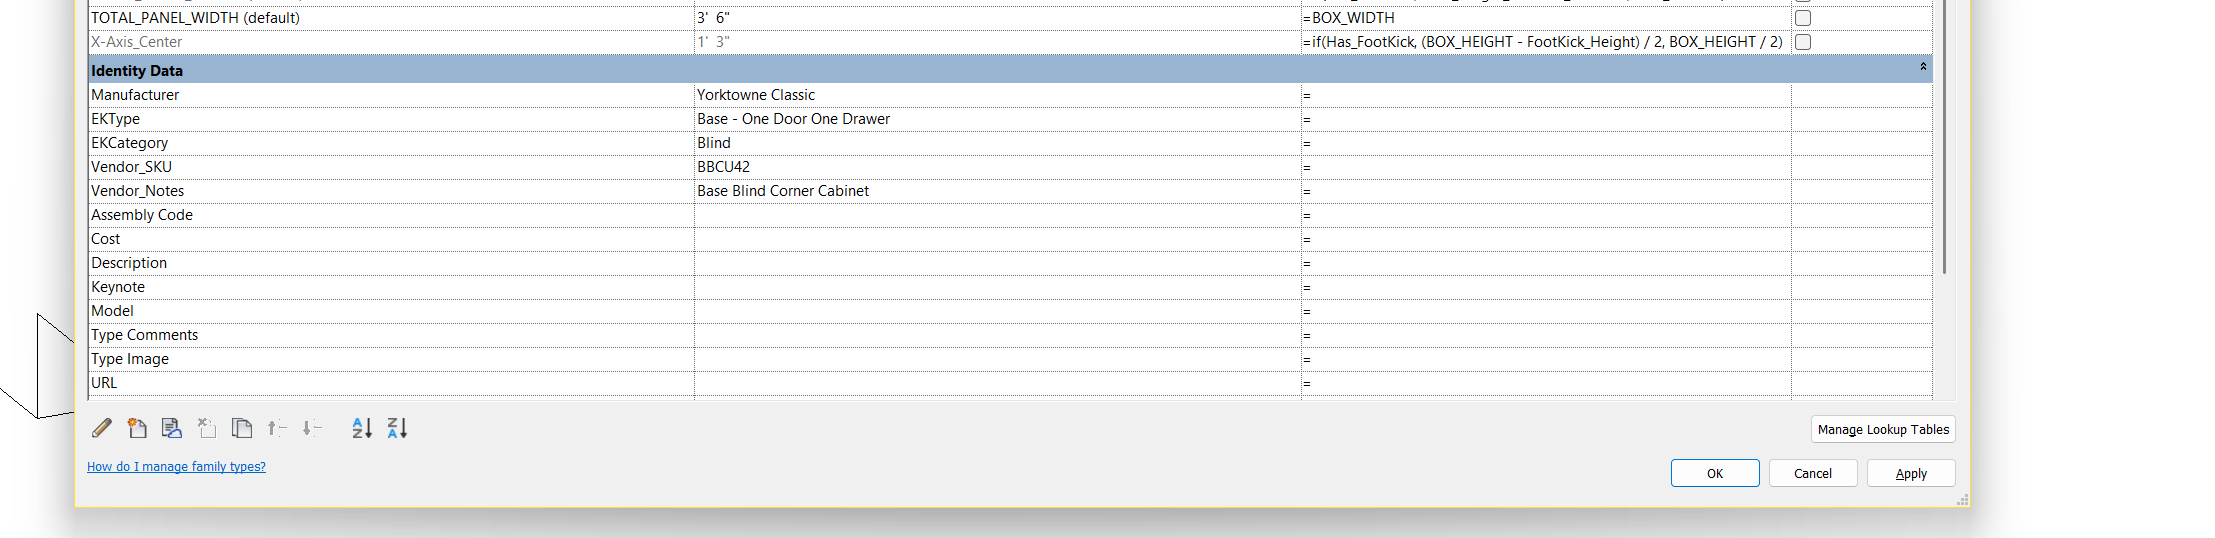 TOTAL_PANEL_WIDTH (default) 3' 6" =BOX_WIDTH
X-Axis_Center 1' 3" =if(Has_FootKick, (BOX_HEIGHT - FootKick_Height) / 2, BOX_HEIGHT / 2)
Identity Data
Manufacturer Yorktowne Classic =
EKType Base - One Door One Drawer =
EKCategory Blind =
Vendor_SKU BBCU42 =
Vendor_Notes Base Blind Corner Cabinet =
Assembly Code =
Cost =
Description =
Keynote =
Model =
Type Comments =
Type Image =
URL =
Manage Lookup Tables
How do I manage family types?
OK Cancel Apply